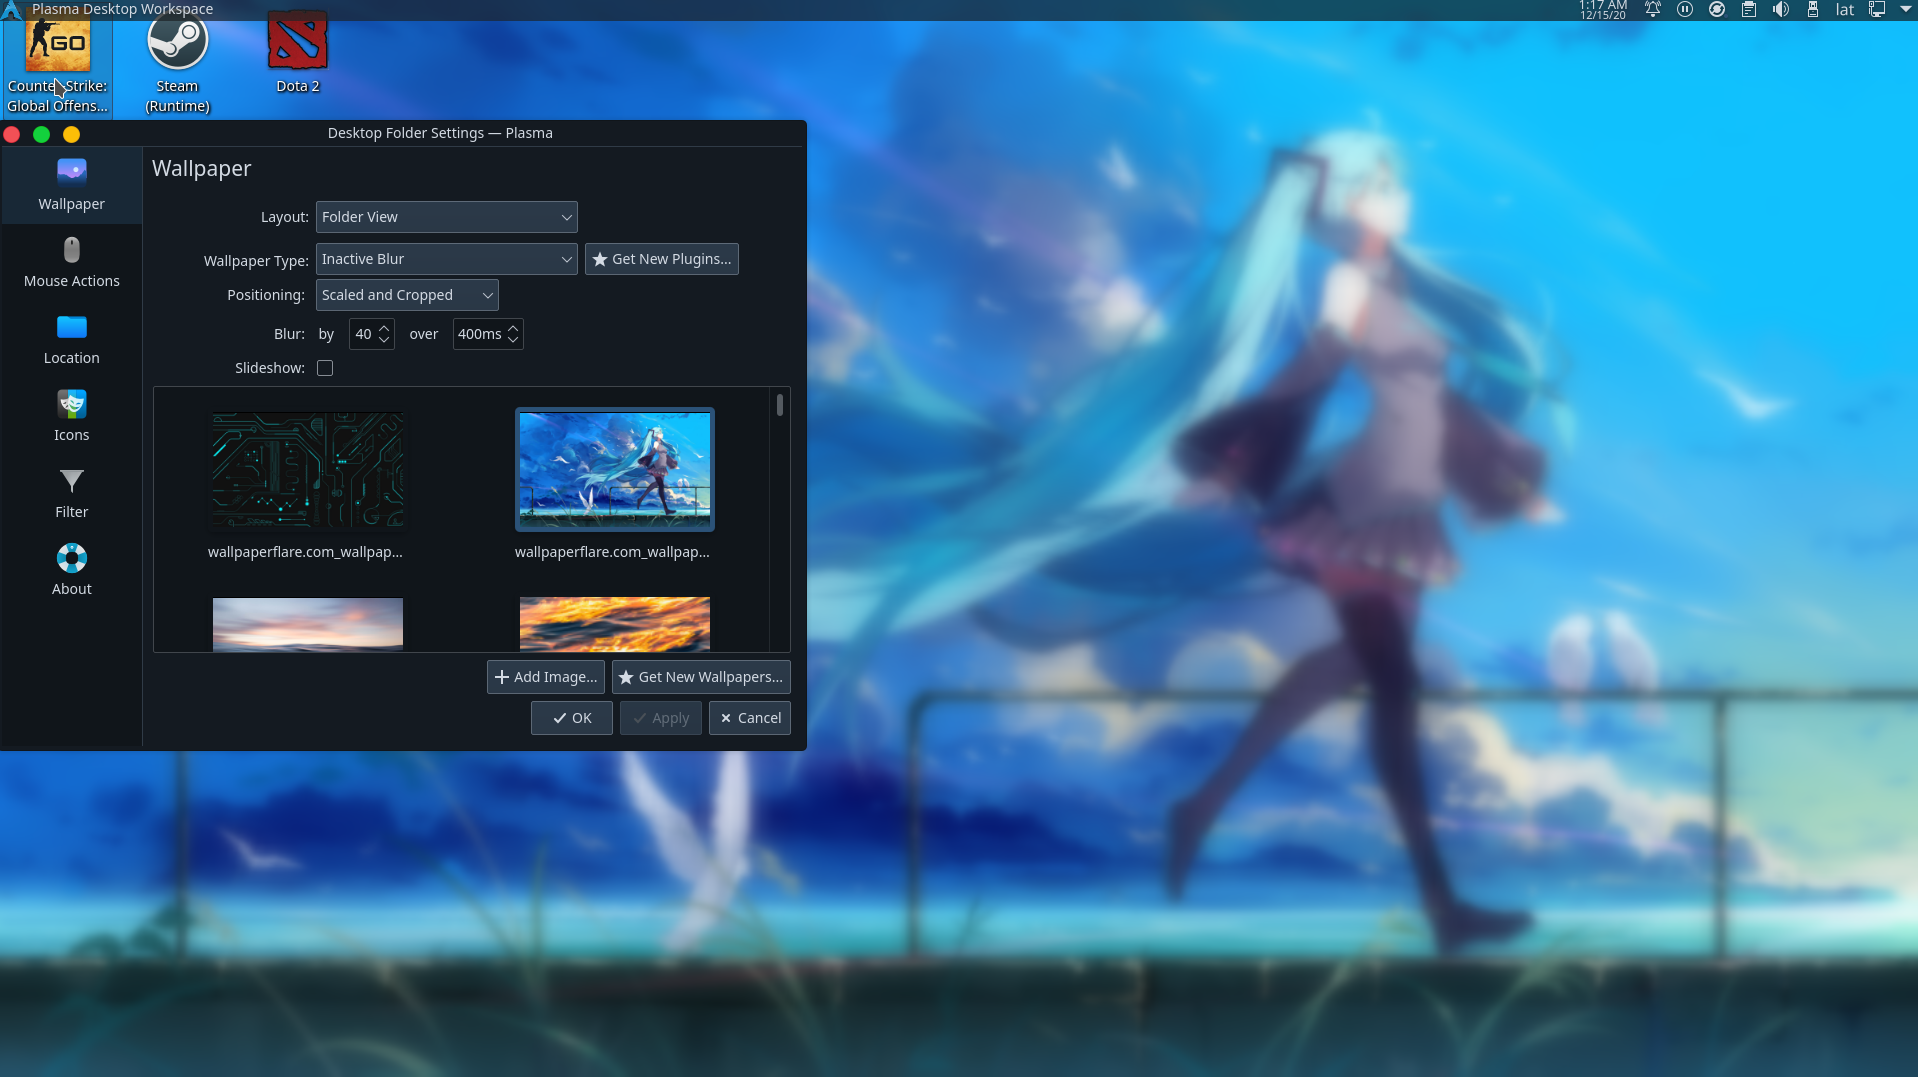 Plasma Desktop Workspace
1:17 AM
12/15/20
lat
GO
Counter-Strike:
Global Offens...
Steam
(Runtime)
Dota 2
Desktop Folder Settings — Plasma
Wallpaper
Mouse Actions
Location
Icons
Filter
About
Wallpaper
Layout: Folder View
Wallpaper Type: Inactive Blur Get New Plugins...
Positioning: Scaled and Cropped
Blur: by 40 over 400ms
Slideshow:
wallpaperflare.com_wallpap... wallpaperflare.com_wallpap...
Add Image... Get New Wallpapers...
OK Apply Cancel